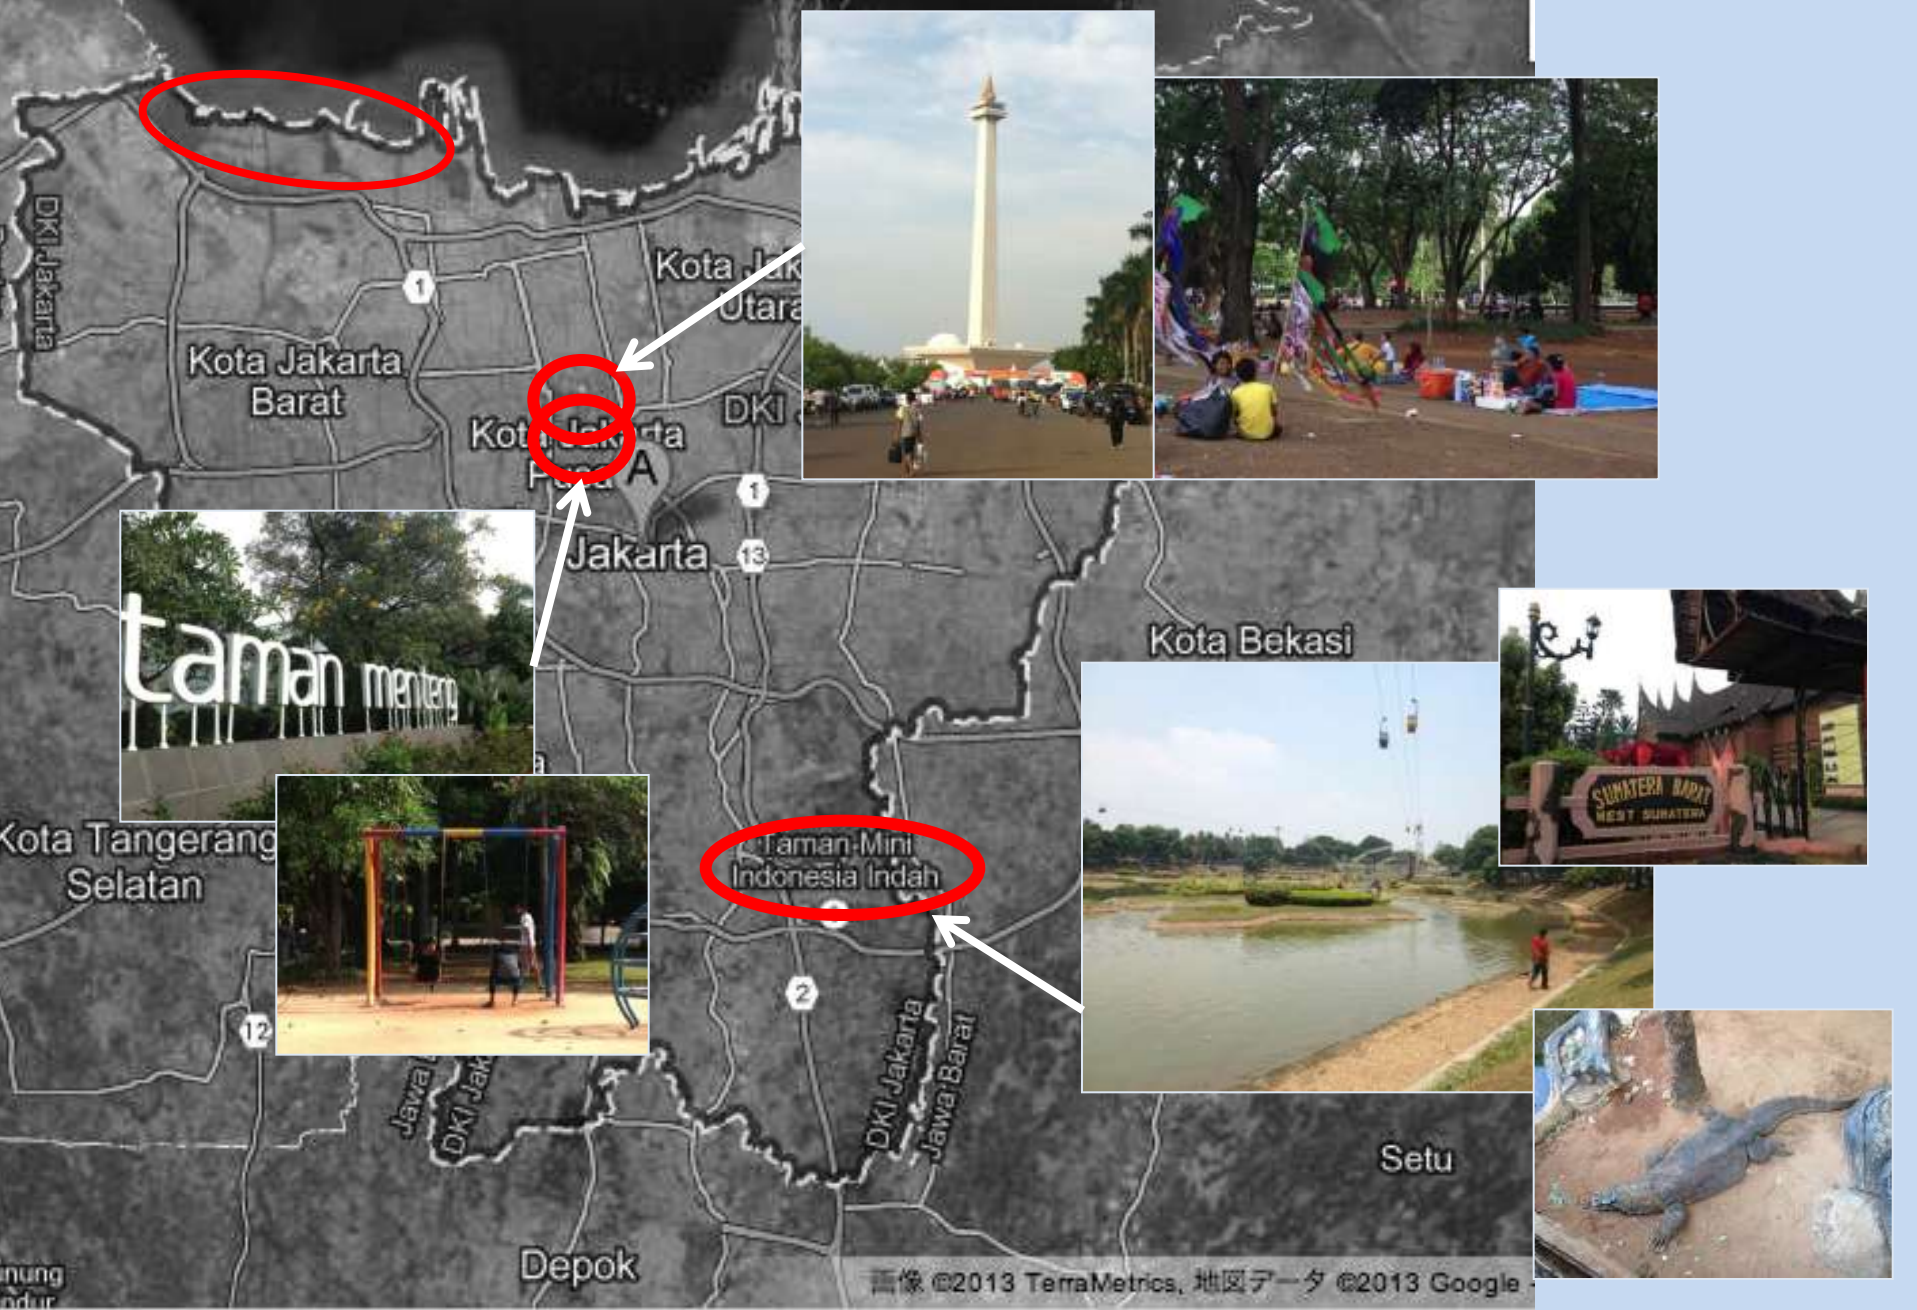 DKI Jakarta
1
Kota Jak
Utara
Kota Jakarta
Barat
DKI J
Kota Jakarta
Pusat
A
1
Jakarta
13
taman menteng
Kota Bekasi
SUMATERA BARAT
WEST SUMATERA
Taman Mini
Indonesia Indah
Kota Tangerang
Selatan
2
12
DKI Jak
DKI Jakarta
Jawa Barat
Setu
Depok
画像 ©2013 TerraMetrics, 地図データ ©2013 Google -